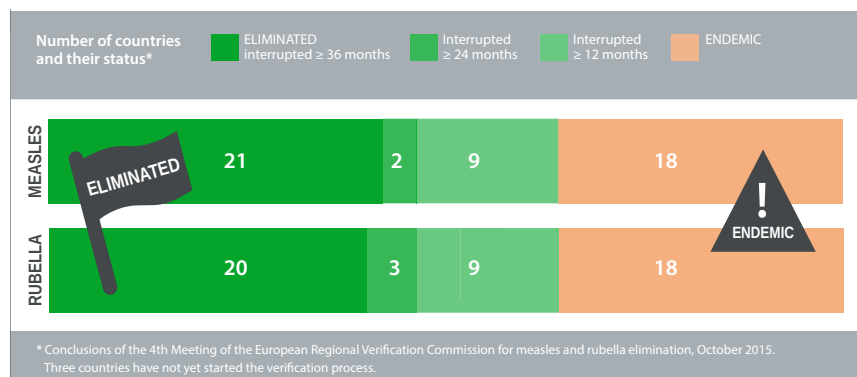 Number of countries
and their status*
ELIMINATED
interrupted ≥ 36 months
Interrupted
≥ 24 months
Interrupted
≥ 12 months
ENDEMIC
MEASLES
ELIMINATED
21
2
9
18
!
ENDEMIC
RUBELLA
20
3
9
18
* Conclusions of the 4th Meeting of the European Regional Verification Commission for measles and rubella elimination, October 2015.
Three countries have not yet started the verification process.